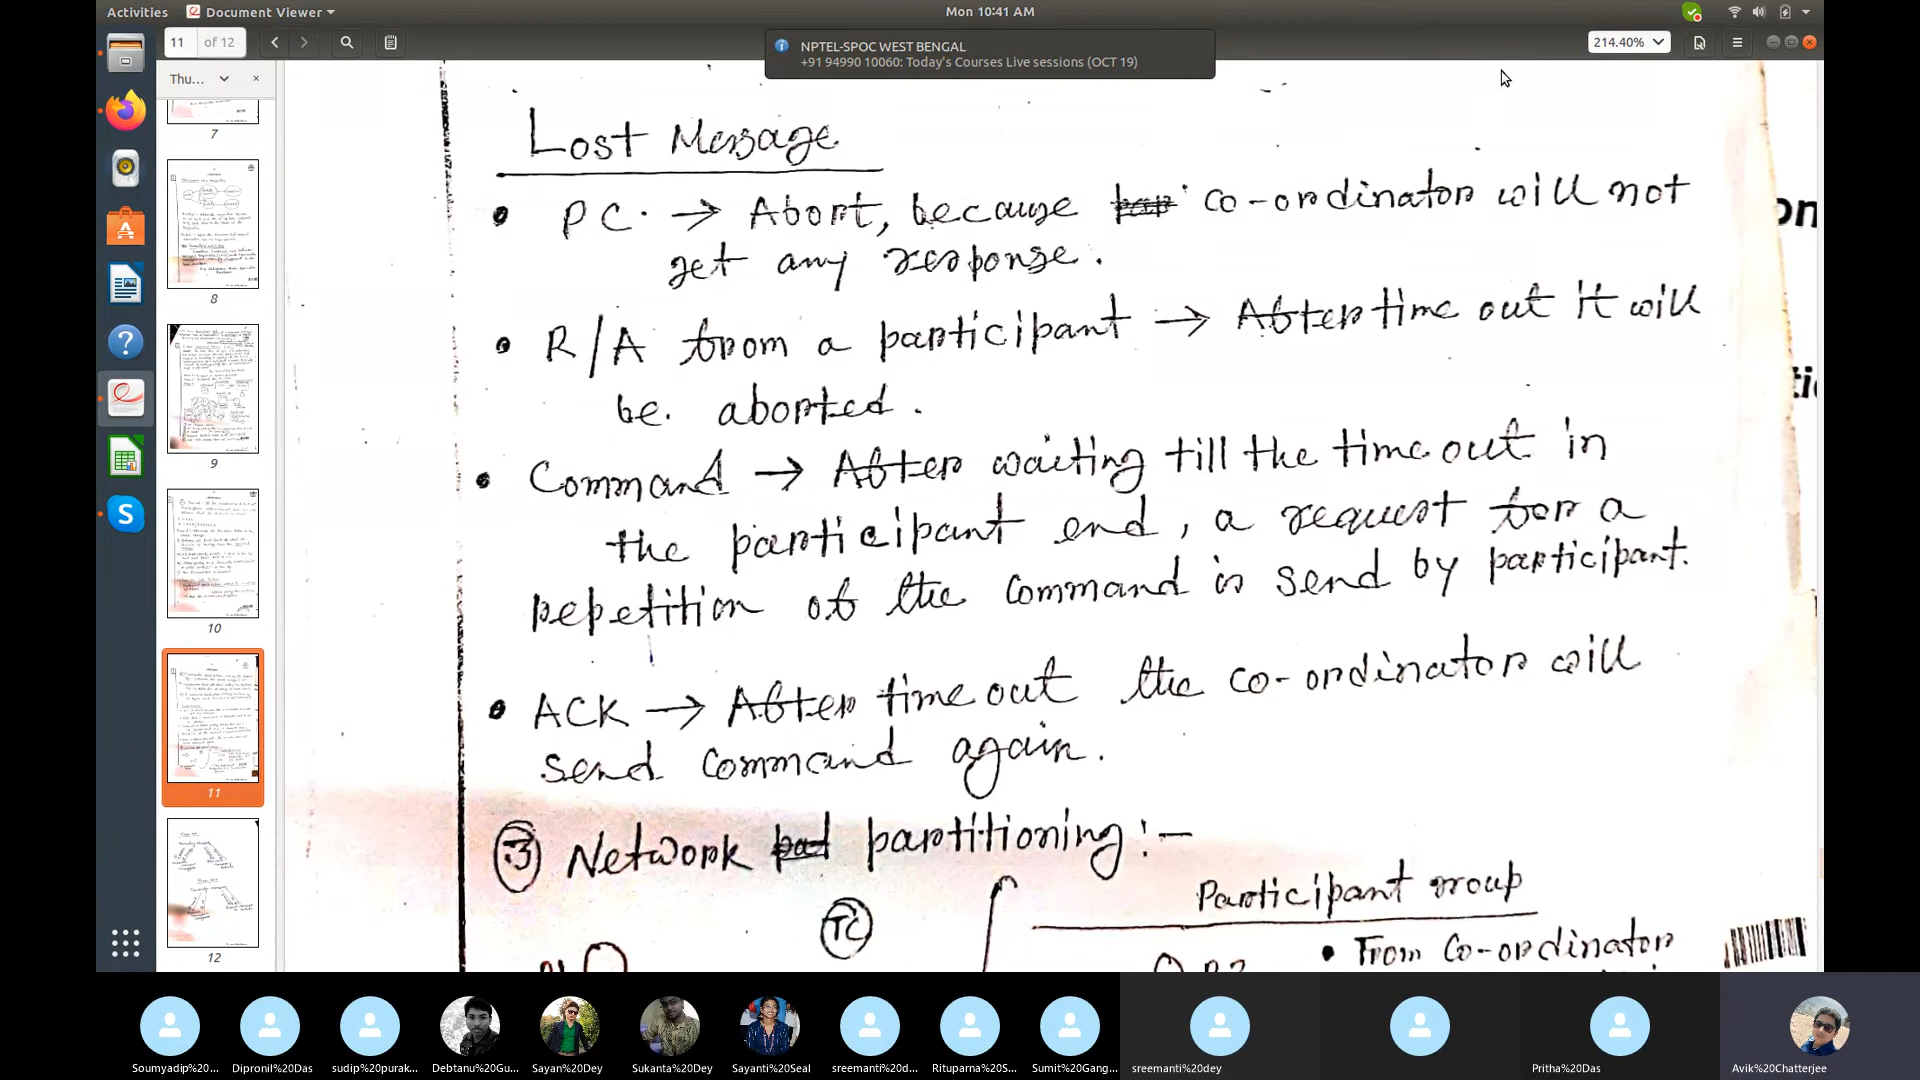 Activities Document Viewer Mon 10:41 AM
11 of 12 214.40%
NPTEL-SPOC WEST BENGAL
+91 94990 10060: Today's Courses Live sessions (OCT 19)
Thu...
7
8
9
10
11
12
Lost Message
• PC. → Abort, because co-ordinator will not
get any response.
• R/A from a participant → After time out it will
be. aborted.
• Command → After waiting till the time out in
the participant end, a request for a
repetition of the command is send by participant.
• ACK → After time out the co-ordinator will
send command again.
③ Network partitioning :-
TC
Participant group
• From co-ordinator
Soumyadip%20... Dipronil%20Das sudip%20purak... Debtanu%20Gu... Sayan%20Dey Sukanta%20Dey Sayanti%20Seal sreemanti%20d... Rituparna%20S... Sumit%20Gang... sreemanti%20dey Pritha%20Das Avik%20Chatterjee